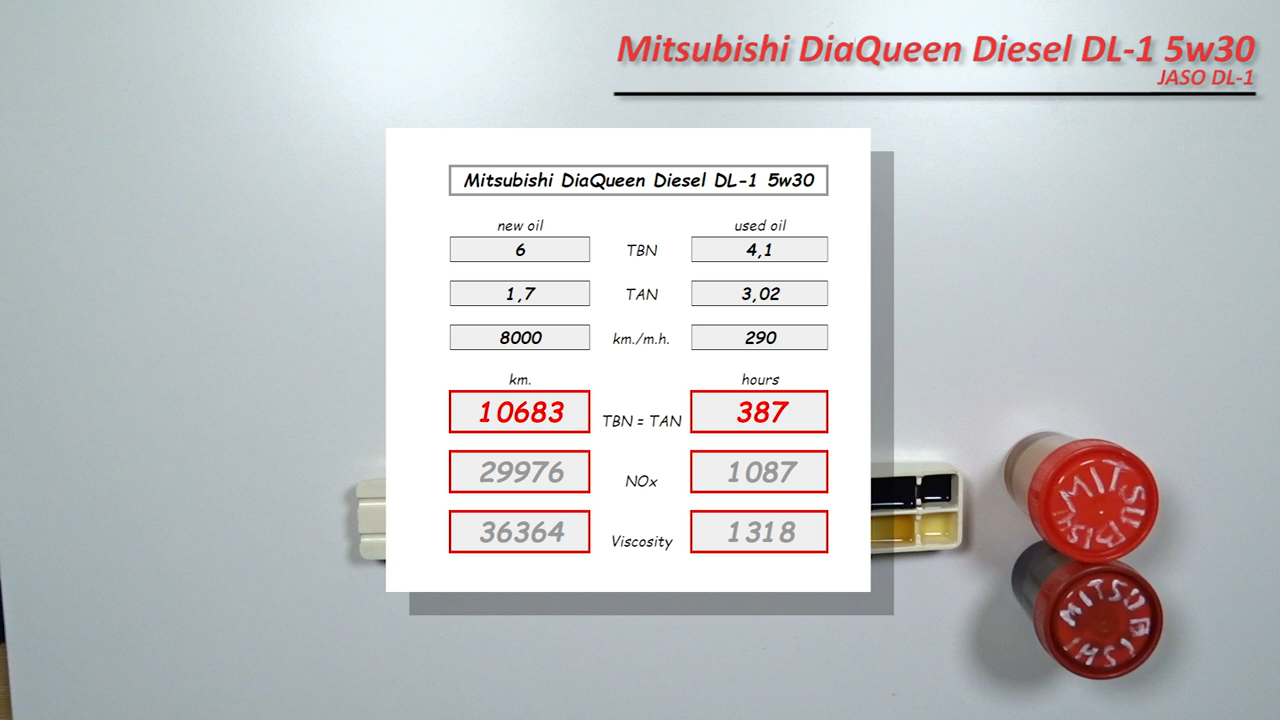 Mitsubishi DiaQueen Diesel DL-1 5w30
JASO DL-1
Mitsubishi DiaQueen Diesel DL-1 5w30
new oil used oil
6 TBN 4,1
1,7 TAN 3,02
8000 km./m.h. 290
km. hours
10683 TBN = TAN 387
29976 NOx 1087
36364 Viscosity 1318
MITSUBISHI
MITSUBISHI